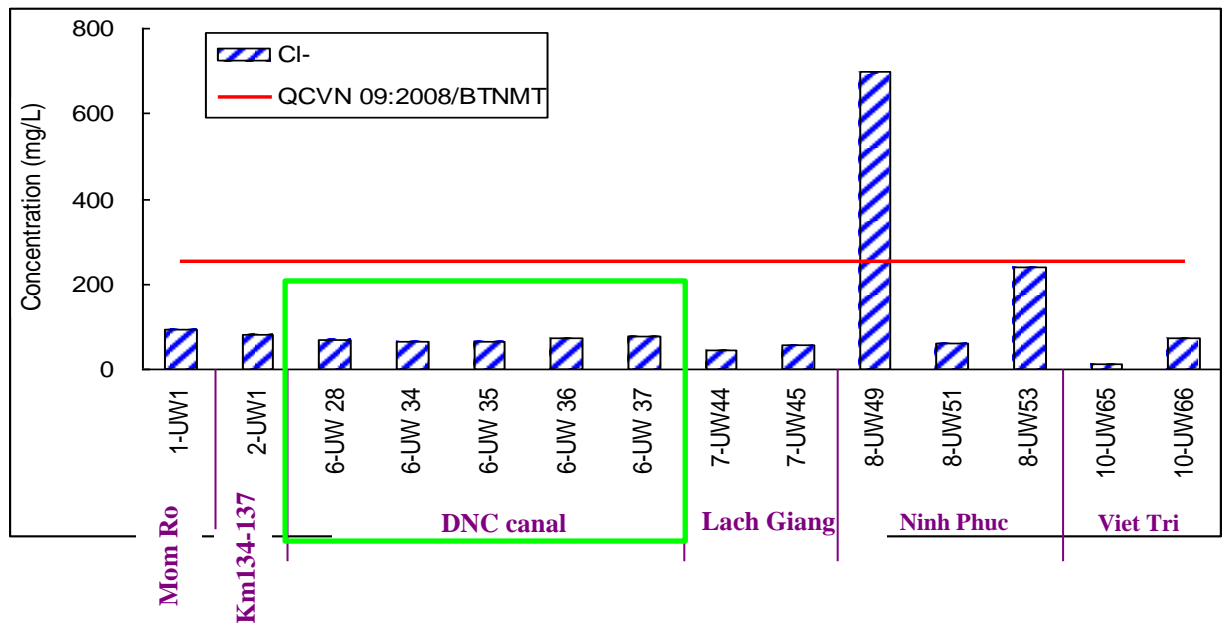 800
600
400
200
0
Concentration (mg/L)
Cl-
QCVN 09:2008/BTNMT
1-UW1
2-UW1
6-UW 28
6-UW 34
6-UW 35
6-UW 36
6-UW 37
7-UW44
7-UW45
8-UW49
8-UW51
8-UW53
10-UW65
10-UW66
Mom Ro
Km134-137
DNC canal
Lach Giang
Ninh Phuc
Viet Tri